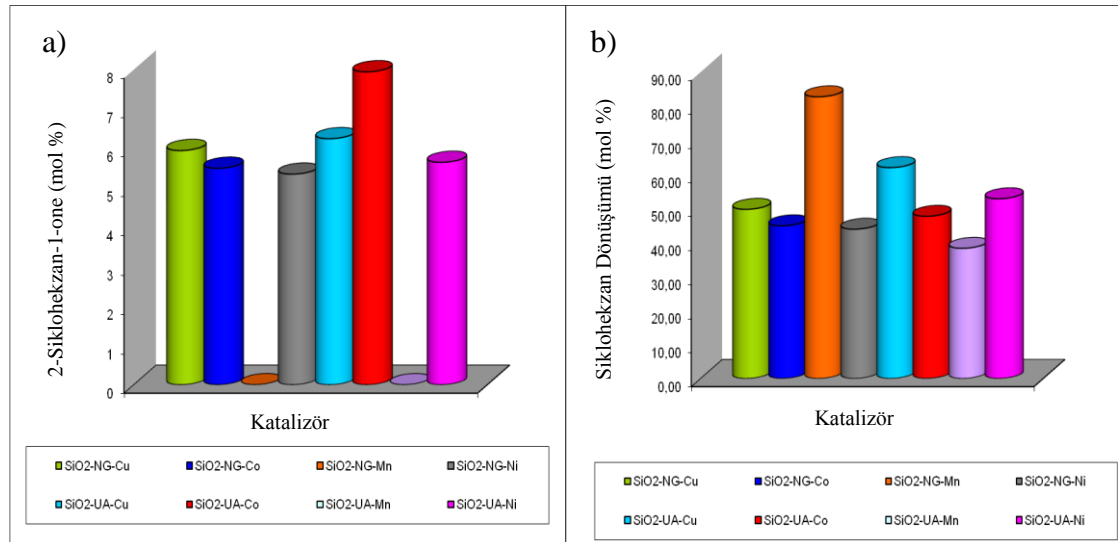 a)
2-Siklohekzan-1-one (mol %)
8
7
6
5
4
3
2
1
0
Katalizör
SiO2-NG-Cu SiO2-NG-Co SiO2-NG-Mn SiO2-NG-Ni
SiO2-UA-Cu SiO2-UA-Co SiO2-UA-Mn SiO2-UA-Ni
b)
Siklohekzan Dönüşümü (mol %)
90,00
80,00
70,00
60,00
50,00
40,00
30,00
20,00
10,00
0,00
Katalizör
SiO2-NG-Cu SiO2-NG-Co SiO2-NG-Mn SiO2-NG-Ni
SiO2-UA-Cu SiO2-UA-Co SiO2-UA-Mn SiO2-UA-Ni